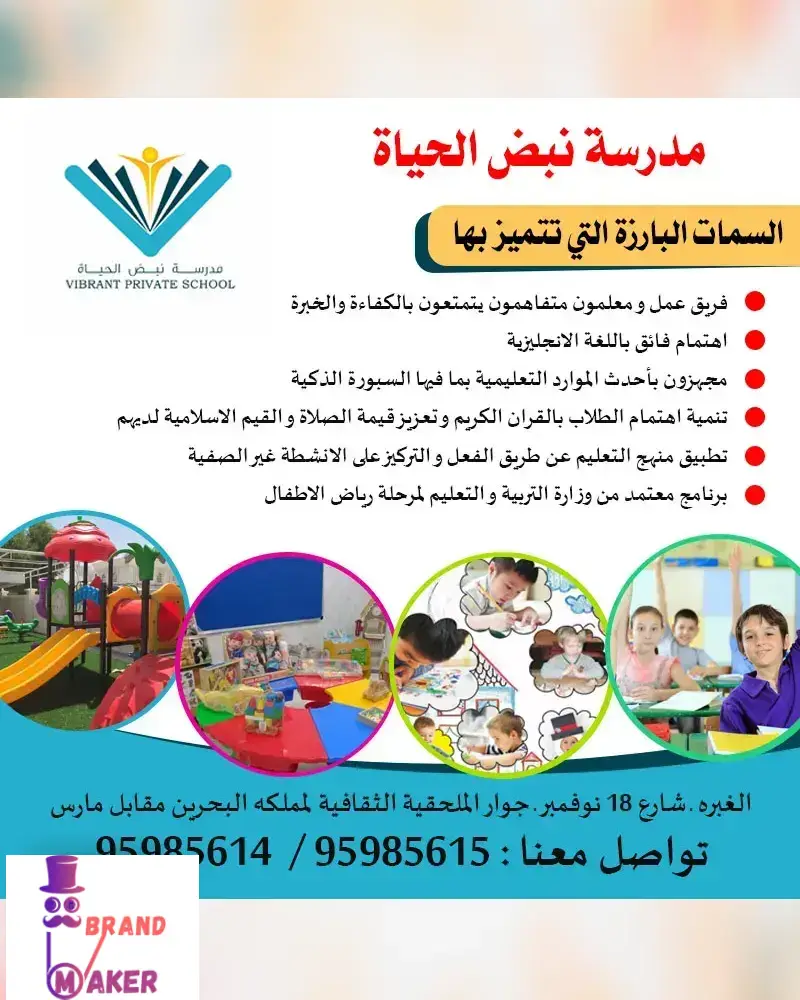 مدرسة نبض الحياة
مدرسة نبض الحياة
VIBRANT PRIVATE SCHOOL
السمات البارزة التي تتميز بها
فريق عمل و معلمون متفاهمون يتمتعون بالكفاءة والخبرة
اهتمام فائق باللغة الانجليزية
مجهزون بأحدث الموارد التعليمية بما فيها السبورة الذكية
تنمية اهتمام الطلاب بالقران الكريم وتعزيز قيمة الصلاة و القيم الاسلامية لديهم
تطبيق منهج التعليم عن طريق الفعل و التركيز على الانشطة غير الصفية
برنامج معتمد من وزارة التربية و التعليم لمرحلة رياض الاطفال
الغبره . شارع 18 نوفمبر . جوار الملحقية الثقافية لمملكه البحرين مقابل مارس
تواصل معنا : 95985615 / 95985614
BRAND
MAKER